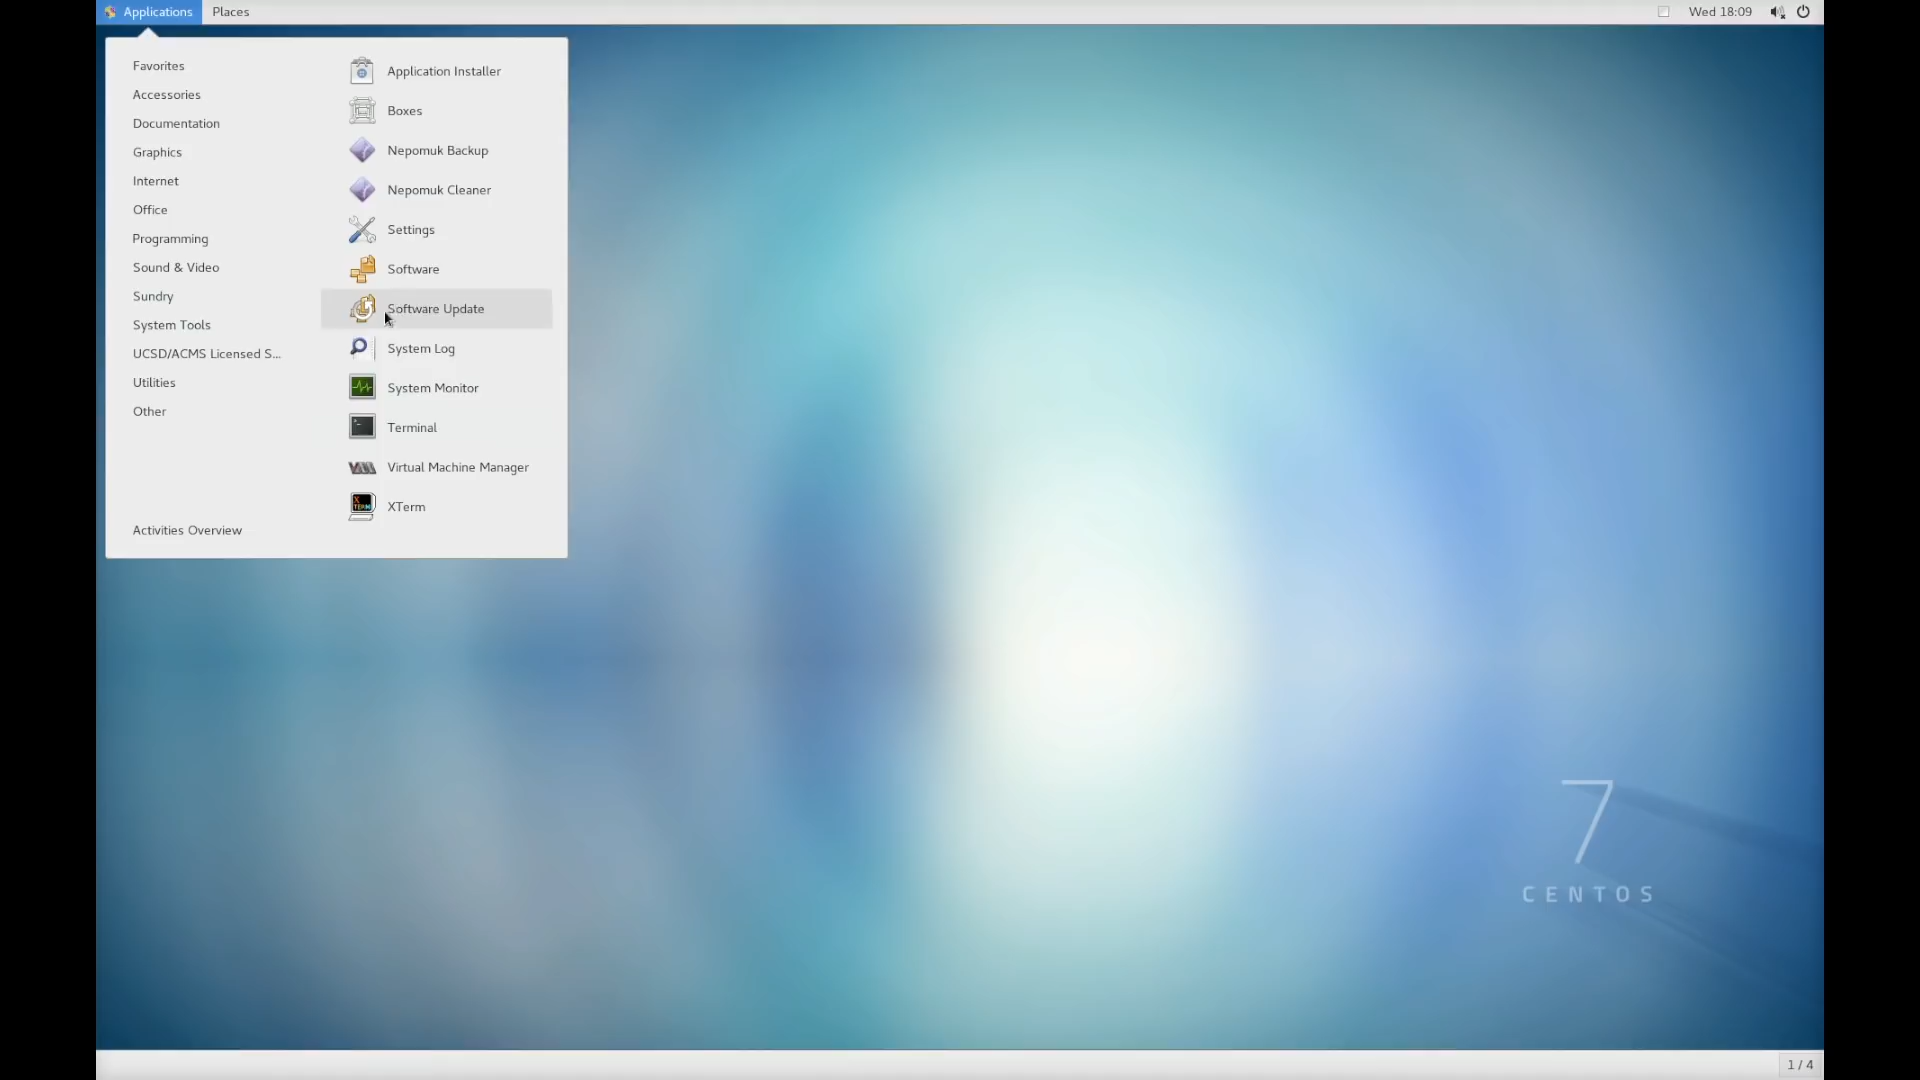 Applications Places Wed 18:09
Favorites
Accessories
Documentation
Graphics
Internet
Office
Programming
Sound & Video
Sundry
System Tools
UCSD/ACMS Licensed S...
Utilities
Other
Activities Overview
Application Installer
Boxes
Nepomuk Backup
Nepomuk Cleaner
Settings
Software
Software Update
System Log
System Monitor
Terminal
Virtual Machine Manager
XTerm
7
CENTOS
1 / 4